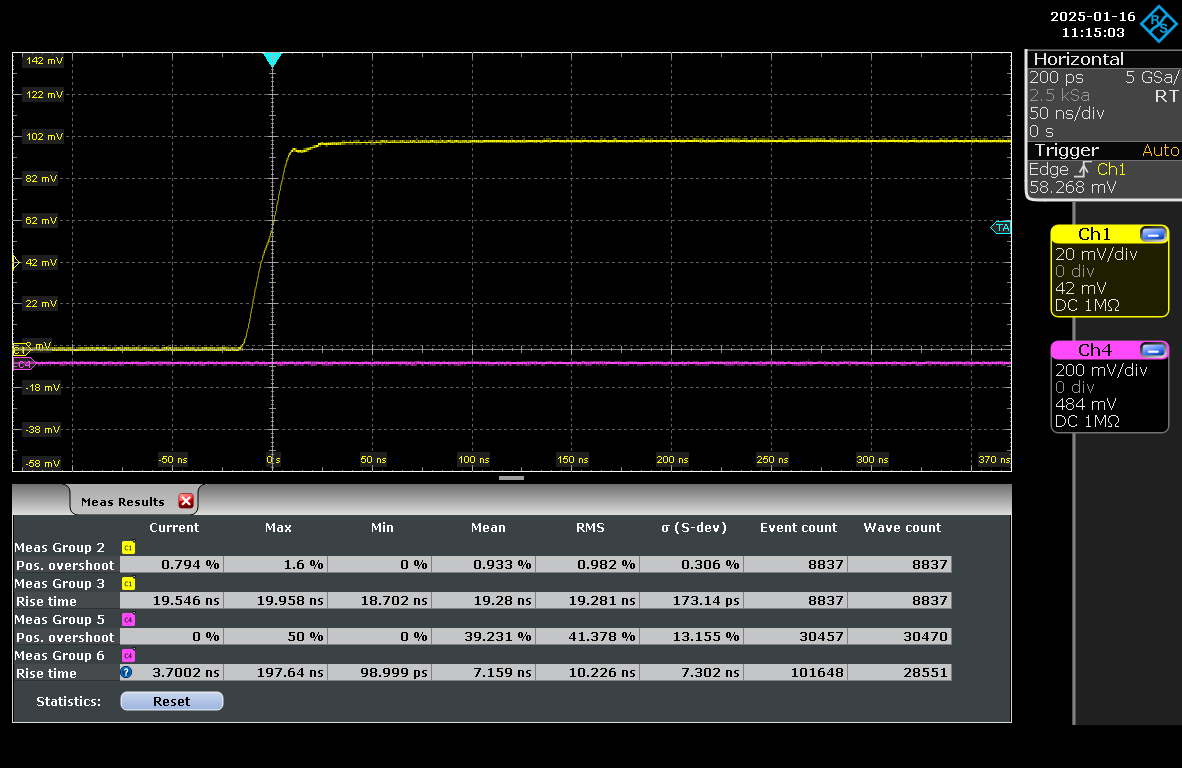 2025-01-16
11:15:03
R S
Horizontal
200 ps 5 GSa/
2.5 kSa RT
50 ns/div
0 s
Trigger Auto
Edge Ch1
58.268 mV
Ch1
20 mV/div
0 div
42 mV
DC 1MΩ
Ch4
200 mV/div
0 div
484 mV
DC 1MΩ
142 mV
122 mV
102 mV
82 mV
62 mV
TA
42 mV
22 mV
C1
C4
-18 mV
-38 mV
-58 mV
-50 ns 0 s 50 ns 100 ns 150 ns 200 ns 250 ns 300 ns 370 ns
Meas Results
Current Max Min Mean RMS σ (S-dev) Event count Wave count
Meas Group 2 C1
Pos. overshoot 0.794 % 1.6 % 0 % 0.933 % 0.982 % 0.306 % 8837 8837
Meas Group 3 C1
Rise time 19.546 ns 19.958 ns 18.702 ns 19.28 ns 19.281 ns 173.14 ps 8837 8837
Meas Group 5 C4
Pos. overshoot 0 % 50 % 0 % 39.231 % 41.378 % 13.155 % 30457 30470
Meas Group 6 C4
Rise time ? 3.7002 ns 197.64 ns 98.999 ps 7.159 ns 10.226 ns 7.302 ns 101648 28551
Statistics: Reset